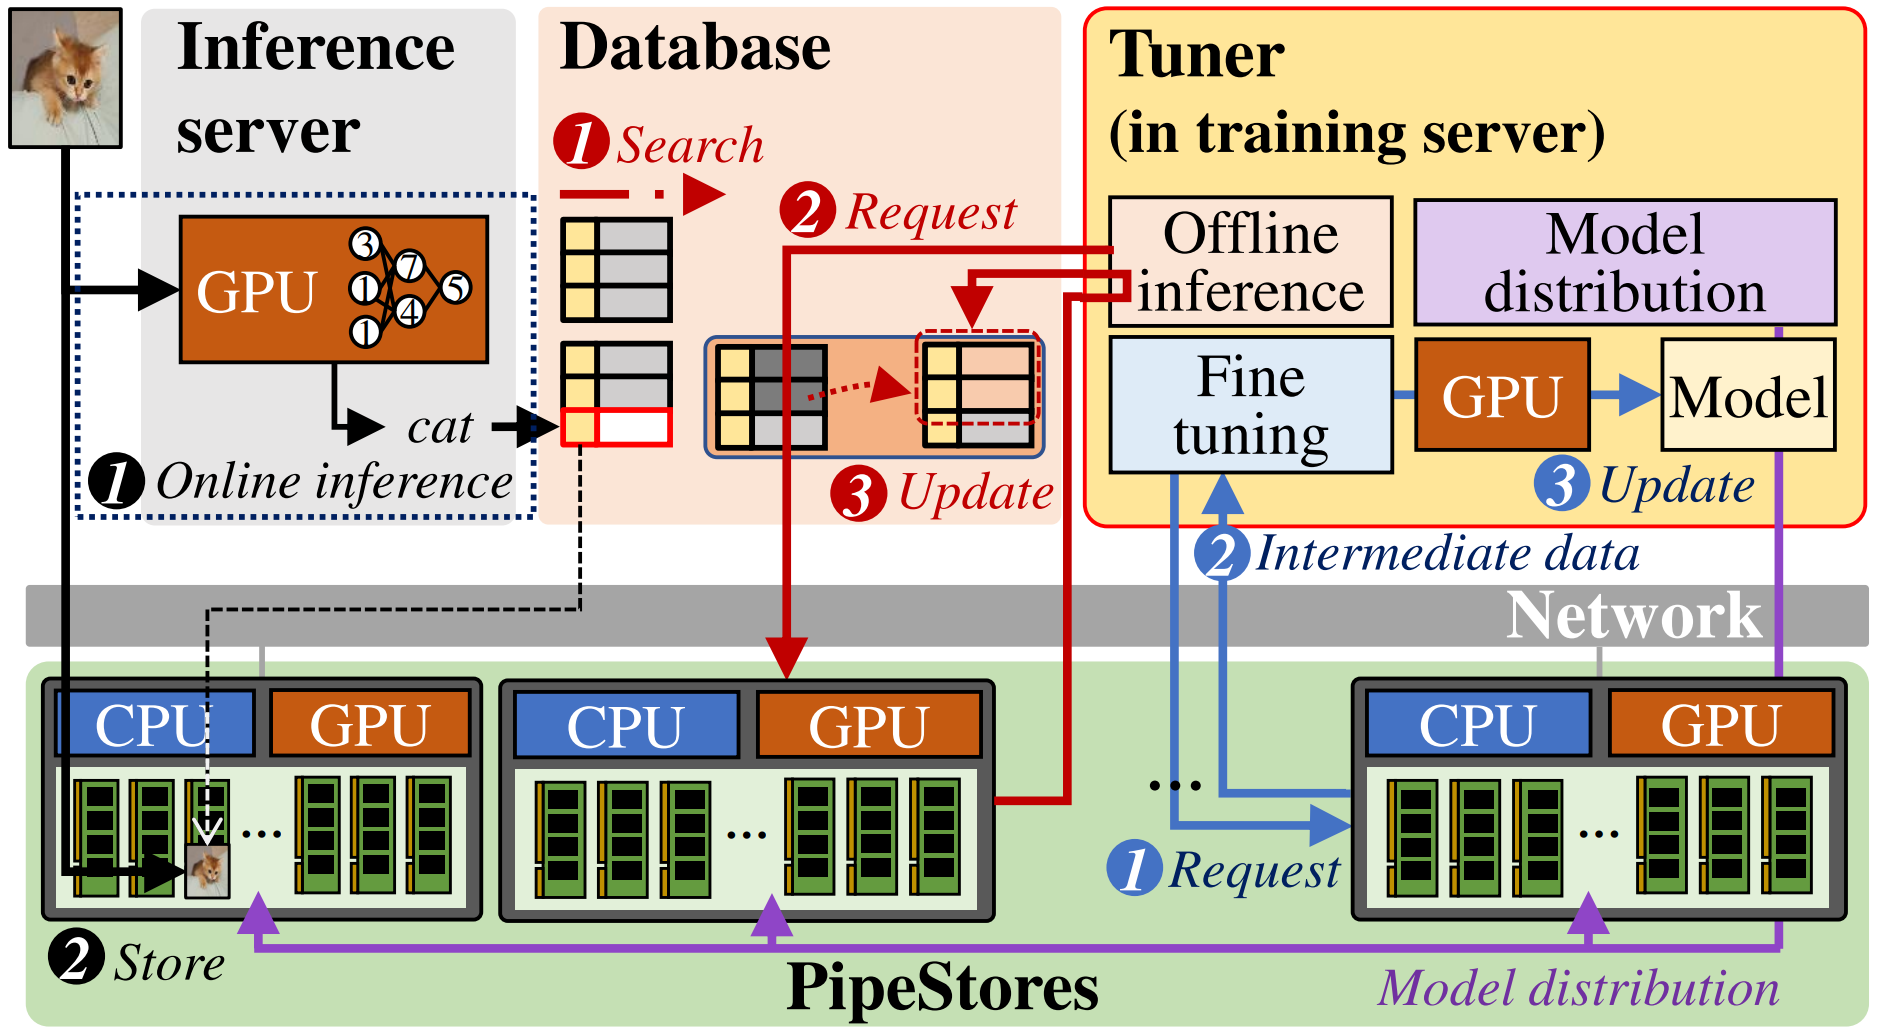 Inference
server
GPU
3
1
1
7
4
5
cat
1 Online inference
Database
1 Search
2 Request
3 Update
Tuner
(in training server)
Offline
inference
Model
distribution
Fine
tuning
GPU
Model
3 Update
2 Intermediate data
Network
CPU
GPU
...
CPU
GPU
...
...
CPU
GPU
...
1 Request
2 Store
PipeStores
Model distribution